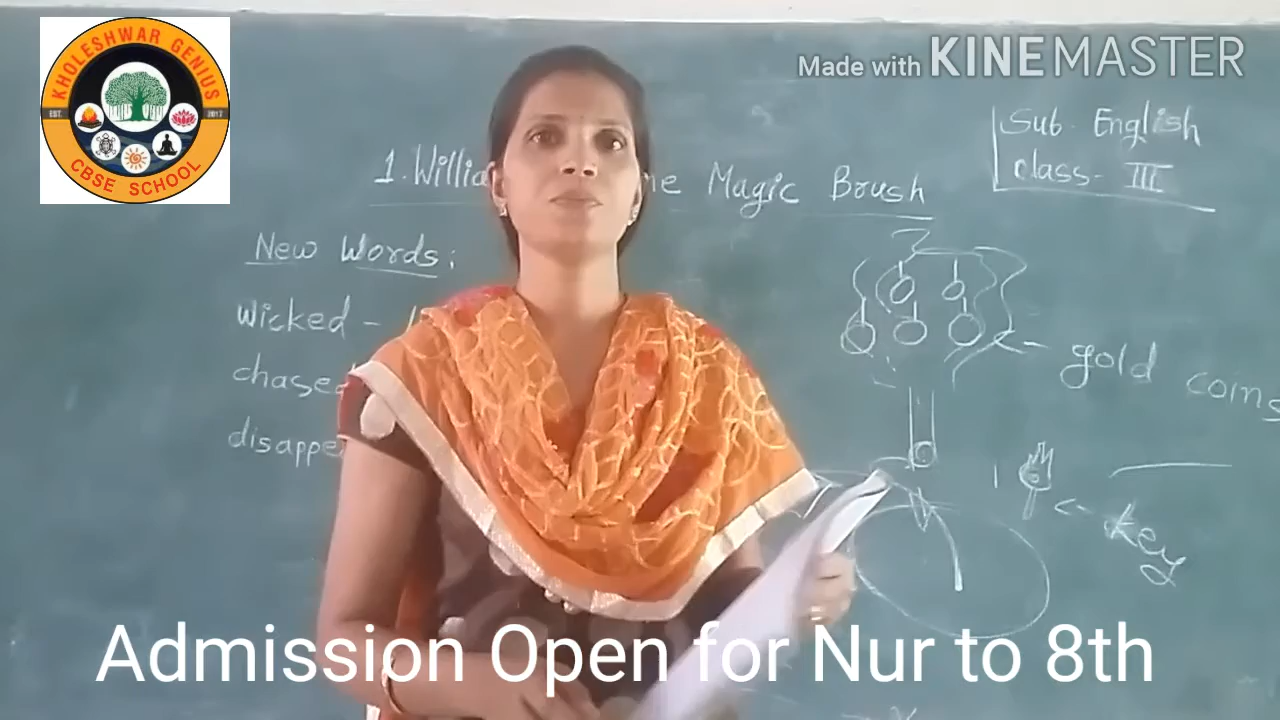 KHOLESHWAR GENIUS
EST. 2017
CBSE SCHOOL
Made with KINEMASTER
Sub - English
class - III
1. Willia ne Magic Brush
New Words:
wicked -
chased
disappe
gold coins
key
Admission Open for Nur to 8th